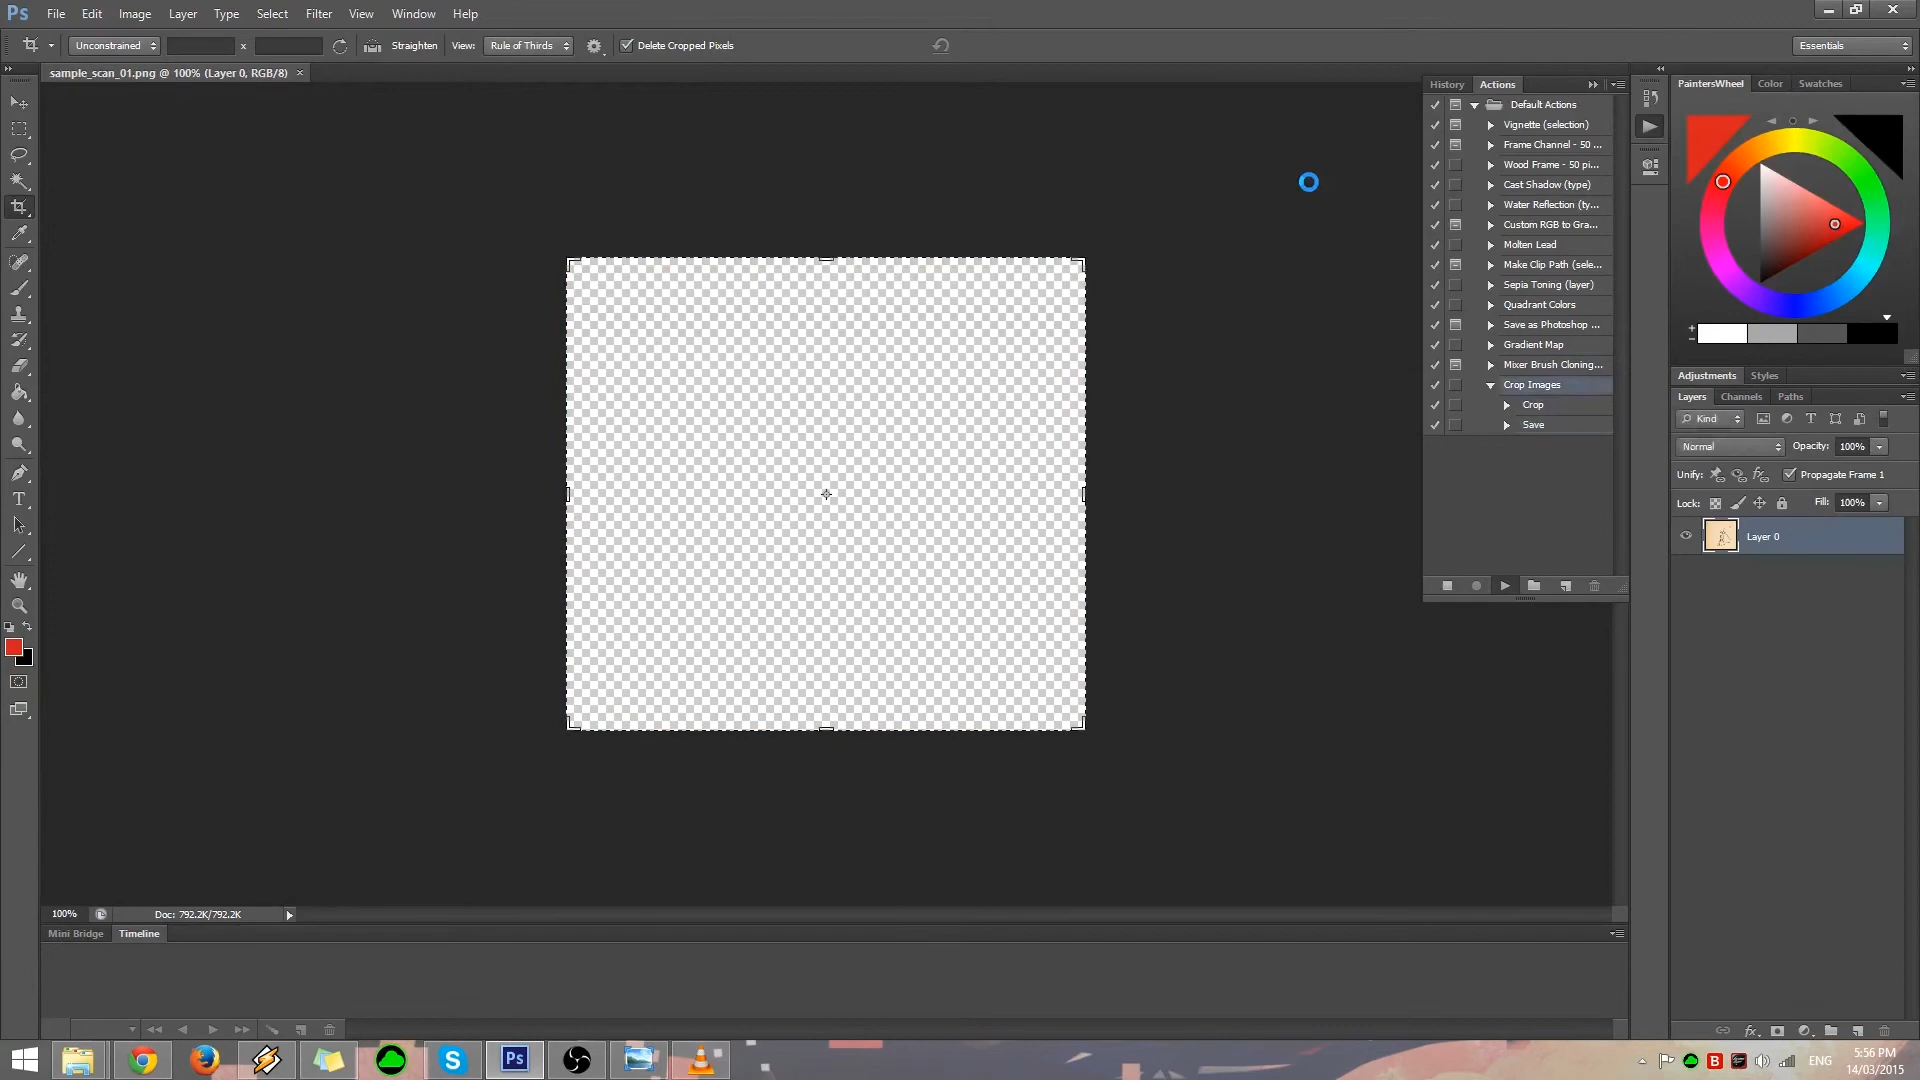 Ps File Edit Image Layer Type Select Filter View Window Help
Unconstrained x Straighten View: Rule of Thirds Delete Cropped Pixels Essentials
sample_scan_01.png @ 100% (Layer 0, RGB/8) ×
History Actions
Default Actions
Vignette (selection)
Frame Channel - 50 ...
Wood Frame - 50 pi...
Cast Shadow (type)
Water Reflection (ty...
Custom RGB to Gra...
Molten Lead
Make Clip Path (sele...
Sepia Toning (layer)
Quadrant Colors
Save as Photoshop ...
Gradient Map
Mixer Brush Cloning...
Crop Images
Crop
Save
PaintersWheel Color Swatches
Adjustments Styles
Layers Channels Paths
Kind
Normal Opacity: 100%
Unify: Propagate Frame 1
Lock: Fill: 100%
Layer 0
100% Doc: 792.2K/792.2K
Mini Bridge Timeline
Ps
ENG
5:56 PM
14/03/2015